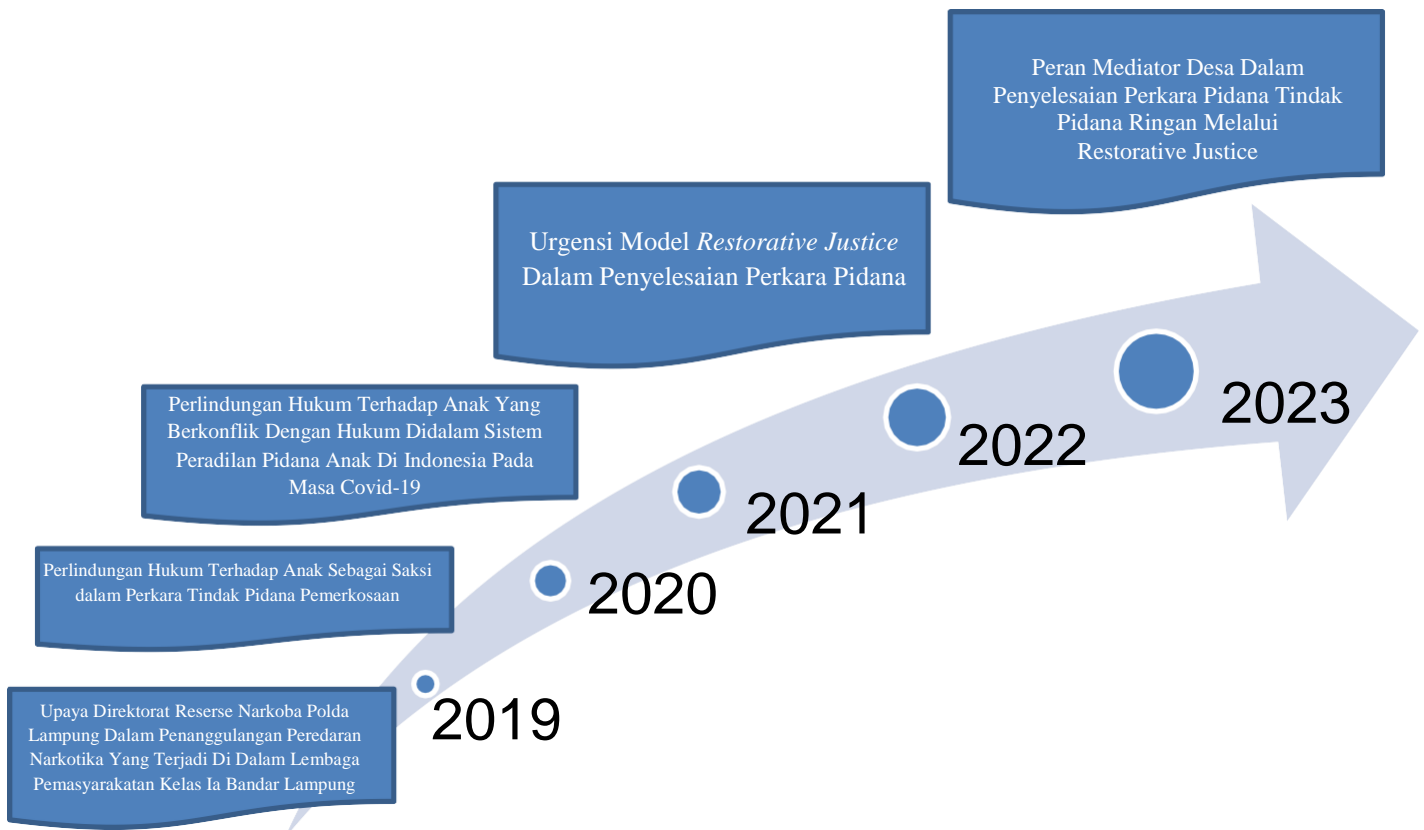 Peran Mediator Desa Dalam
Penyelesaian Perkara Pidana Tindak
Pidana Ringan Melalui
Restorative Justice
Urgensi Model Restorative Justice
Dalam Penyelesaian Perkara Pidana
2023
2022
Perlindungan Hukum Terhadap Anak Yang
Berkonflik Dengan Hukum Didalam Sistem
Peradilan Pidana Anak Di Indonesia Pada
Masa Covid-19
2021
Perlindungan Hukum Terhadap Anak Sebagai Saksi
dalam Perkara Tindak Pidana Pemerkosaan
2020
Upaya Direktorat Reserse Narkoba Polda
Lampung Dalam Penanggulangan Peredaran
Narkotika Yang Terjadi Di Dalam Lembaga
Pemasyarakatan Kelas Ia Bandar Lampung
2019